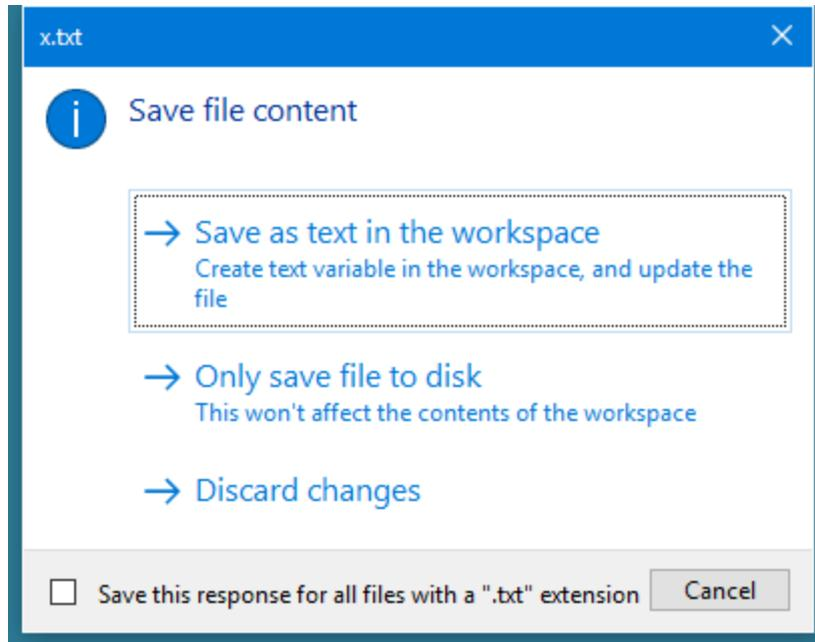 x.txt
Save file content
Save as text in the workspace
Create text variable in the workspace, and update the
file
Only save file to disk
This won't affect the contents of the workspace
Discard changes
Save this response for all files with a ".txt" extension
Cancel